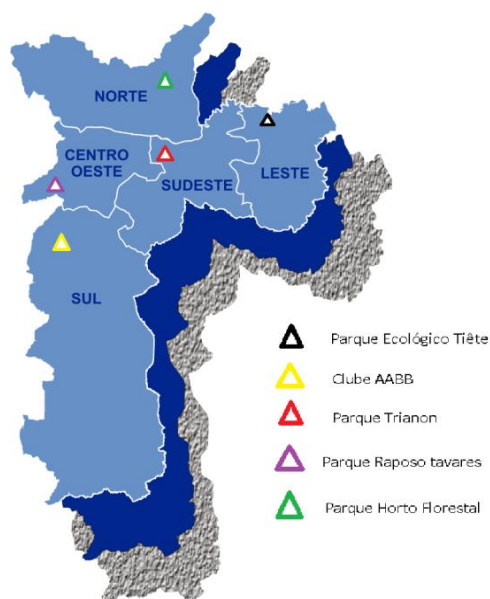 NORTE
CENTRO
OESTE
SUDESTE
LESTE
SUL
Parque Ecológico Tiête
Clube AABB
Parque Trianon
Parque Raposo tavares
Parque Horto Florestal